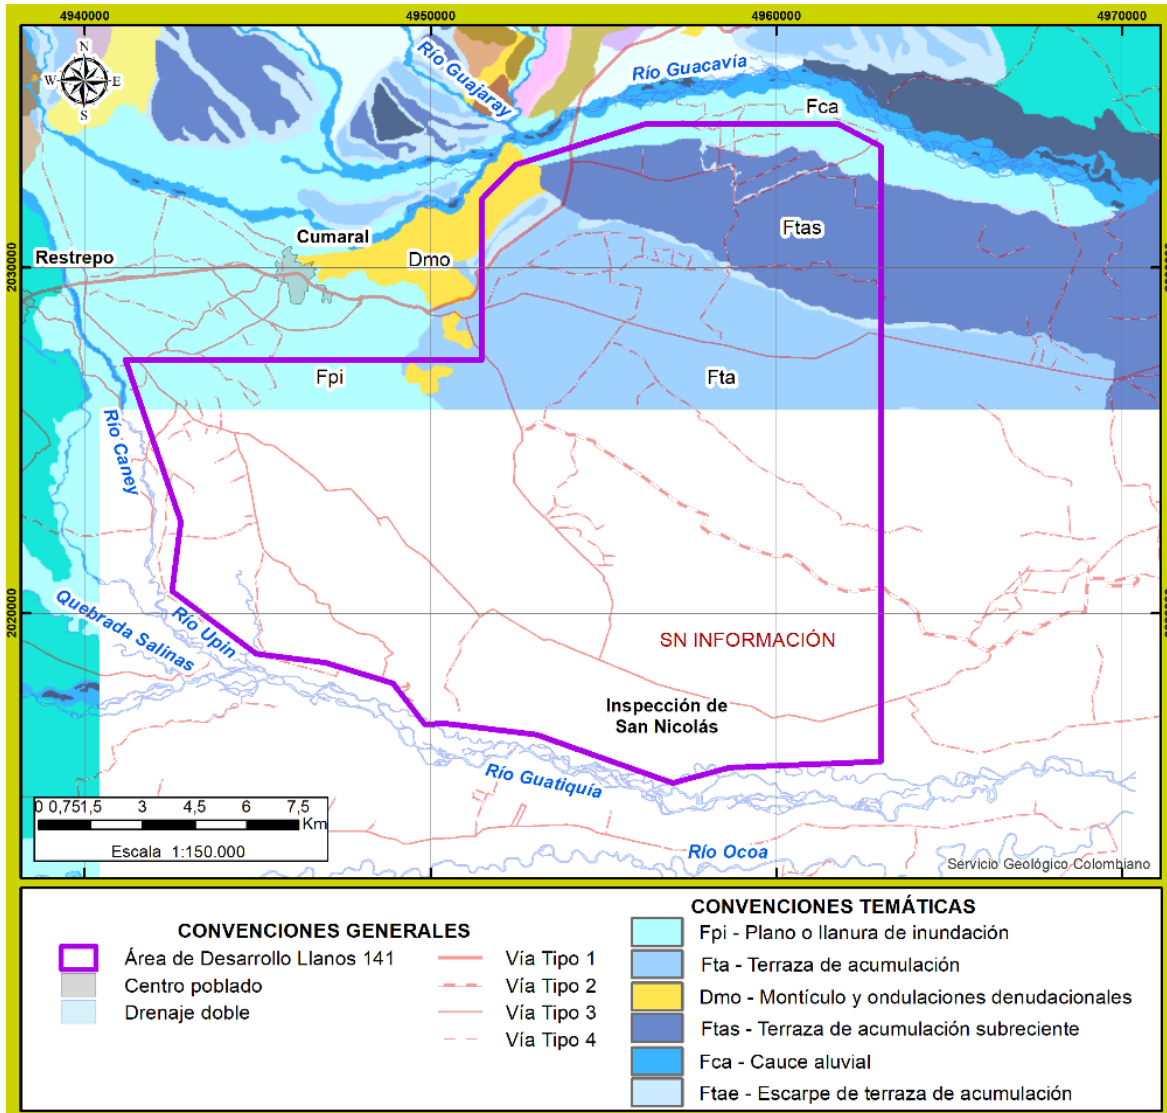 4940000
4950000
4960000
4970000
N
W
E
S
Río Guajaray
Río Guacavía
Fca
Cumaral
Ftas
Restrepo
Dmo
2030000
Fpi
Fta
Río Caney
Quebrada Salinas
Río Upin
2020000
SN INFORMACIÓN
Inspección de
San Nicolás
Río Guatiquía
0 0,751,5 3 4,5 6 7,5
Km
Escala 1:150.000
Río Ocoa
Servicio Geológico Colombiano
CONVENCIONES GENERALES
Área de Desarrollo Llanos 141
Centro poblado
Drenaje doble
Vía Tipo 1
Vía Tipo 2
Vía Tipo 3
Vía Tipo 4
CONVENCIONES TEMÁTICAS
Fpi - Plano o llanura de inundación
Fta - Terraza de acumulación
Dmo - Montículo y ondulaciones denudacionales
Ftas - Terraza de acumulación subreciente
Fca - Cauce aluvial
Ftae - Escarpe de terraza de acumulación